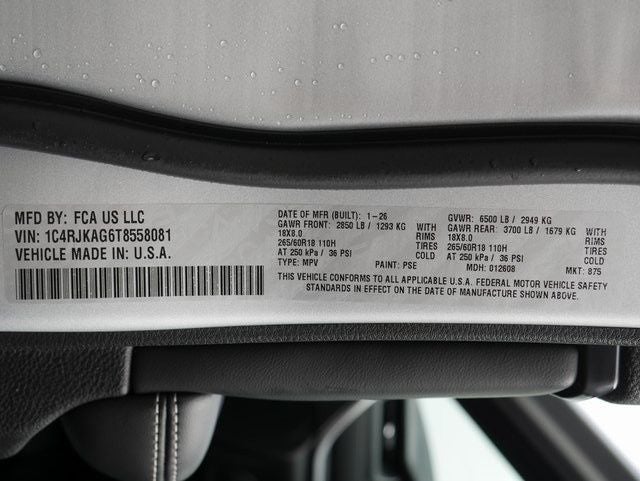 MFD BY: FCA US LLC
VIN: 1C4RJKAG6T8558081
VEHICLE MADE IN: U.S.A.
DATE OF MFR (BUILT): 1-26 GVWR: 6500 LB / 2949 KG
GAWR FRONT: 2850 LB / 1293 KG WITH GAWR REAR: 3700 LB / 1679 KG WITH
18X8.0 RIMS 18X8.0 RIMS
265/60R18 110H TIRES 265/60R18 110H TIRES
AT 250 kPa / 36 PSI COLD AT 250 kPa / 36 PSI COLD
TYPE: MPV PAINT: PSE MDH: 012608 MKT: 875
THIS VEHICLE CONFORMS TO ALL APPLICABLE U.S.A. FEDERAL MOTOR VEHICLE SAFETY
STANDARDS IN EFFECT ON THE DATE OF MANUFACTURE SHOWN ABOVE.